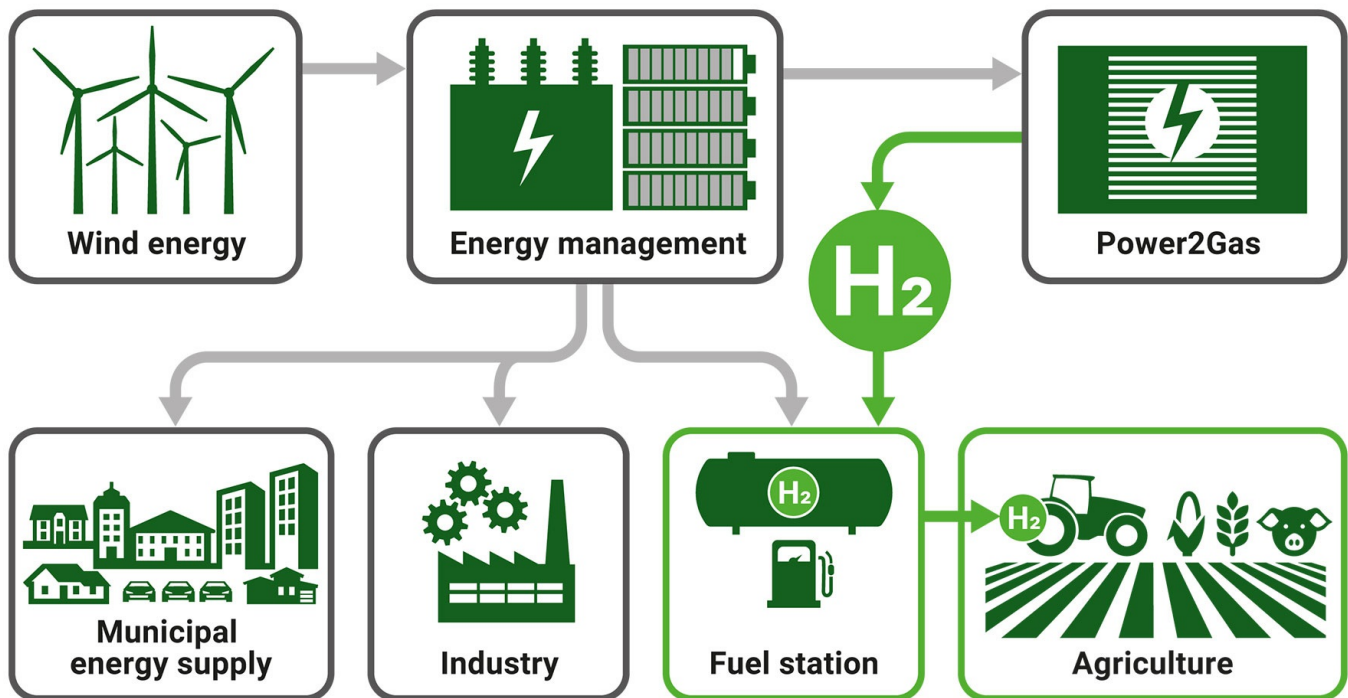 Wind energy
Energy management
Power2Gas
H₂
Municipal
energy supply
Industry
H₂
Fuel station
H₂
Agriculture